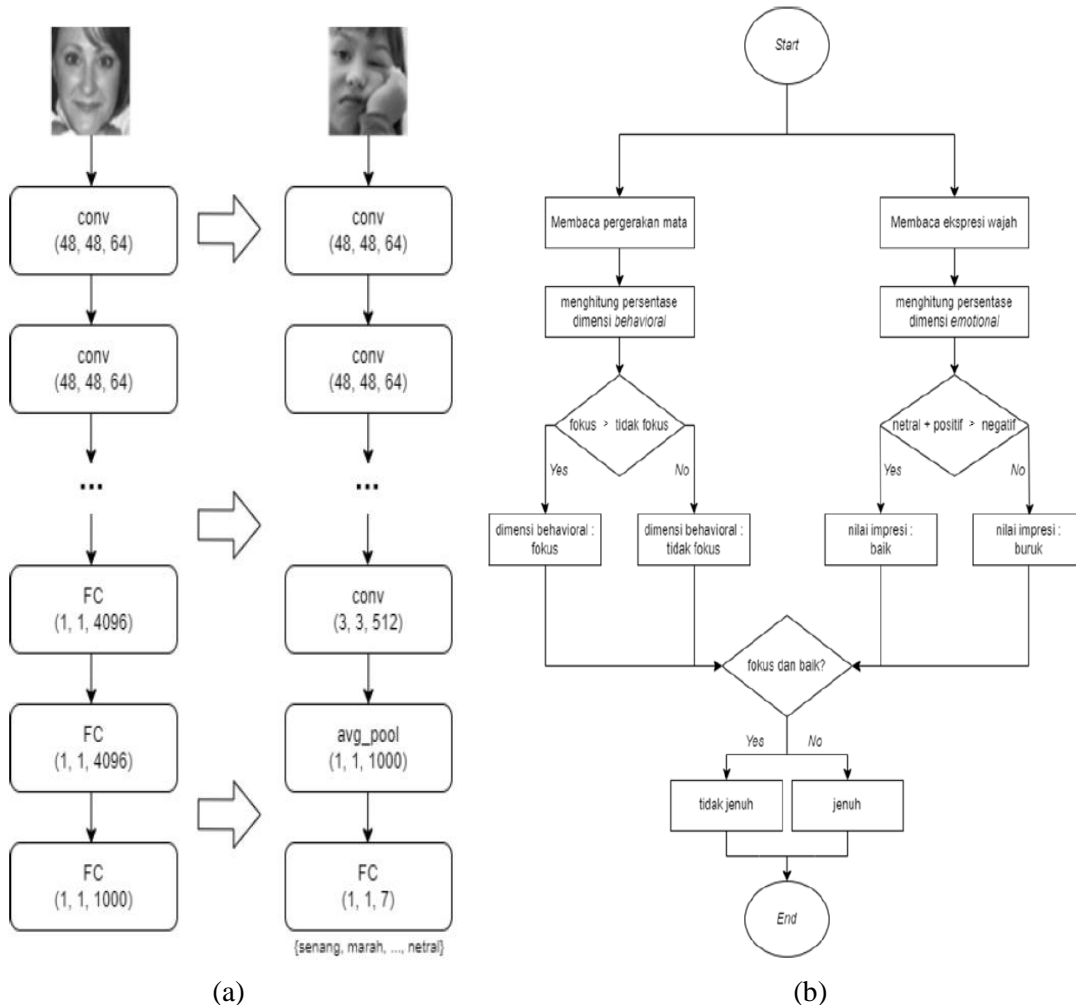 conv
(48, 48, 64)
conv
(48, 48, 64)
...
FC
(1, 1, 4096)
FC
(1, 1, 4096)
FC
(1, 1, 1000)
conv
(48, 48, 64)
conv
(48, 48, 64)
...
conv
(3, 3, 512)
avg_pool
(1, 1, 1000)
FC
(1, 1, 7)
{senang, marah, ..., netral}
(a)
Start
Membaca pergerakan mata
Membaca ekspresi wajah
menghitung persentase
dimensi behavioral
menghitung persentase
dimensi emotional
fokus > tidak fokus
netral + positif > negatif
Yes
No
Yes
No
dimensi behavioral :
fokus
dimensi behavioral :
tidak fokus
nilai impresi :
baik
nilai impresi :
buruk
fokus dan baik?
Yes
No
tidak jenuh
jenuh
End
(b)